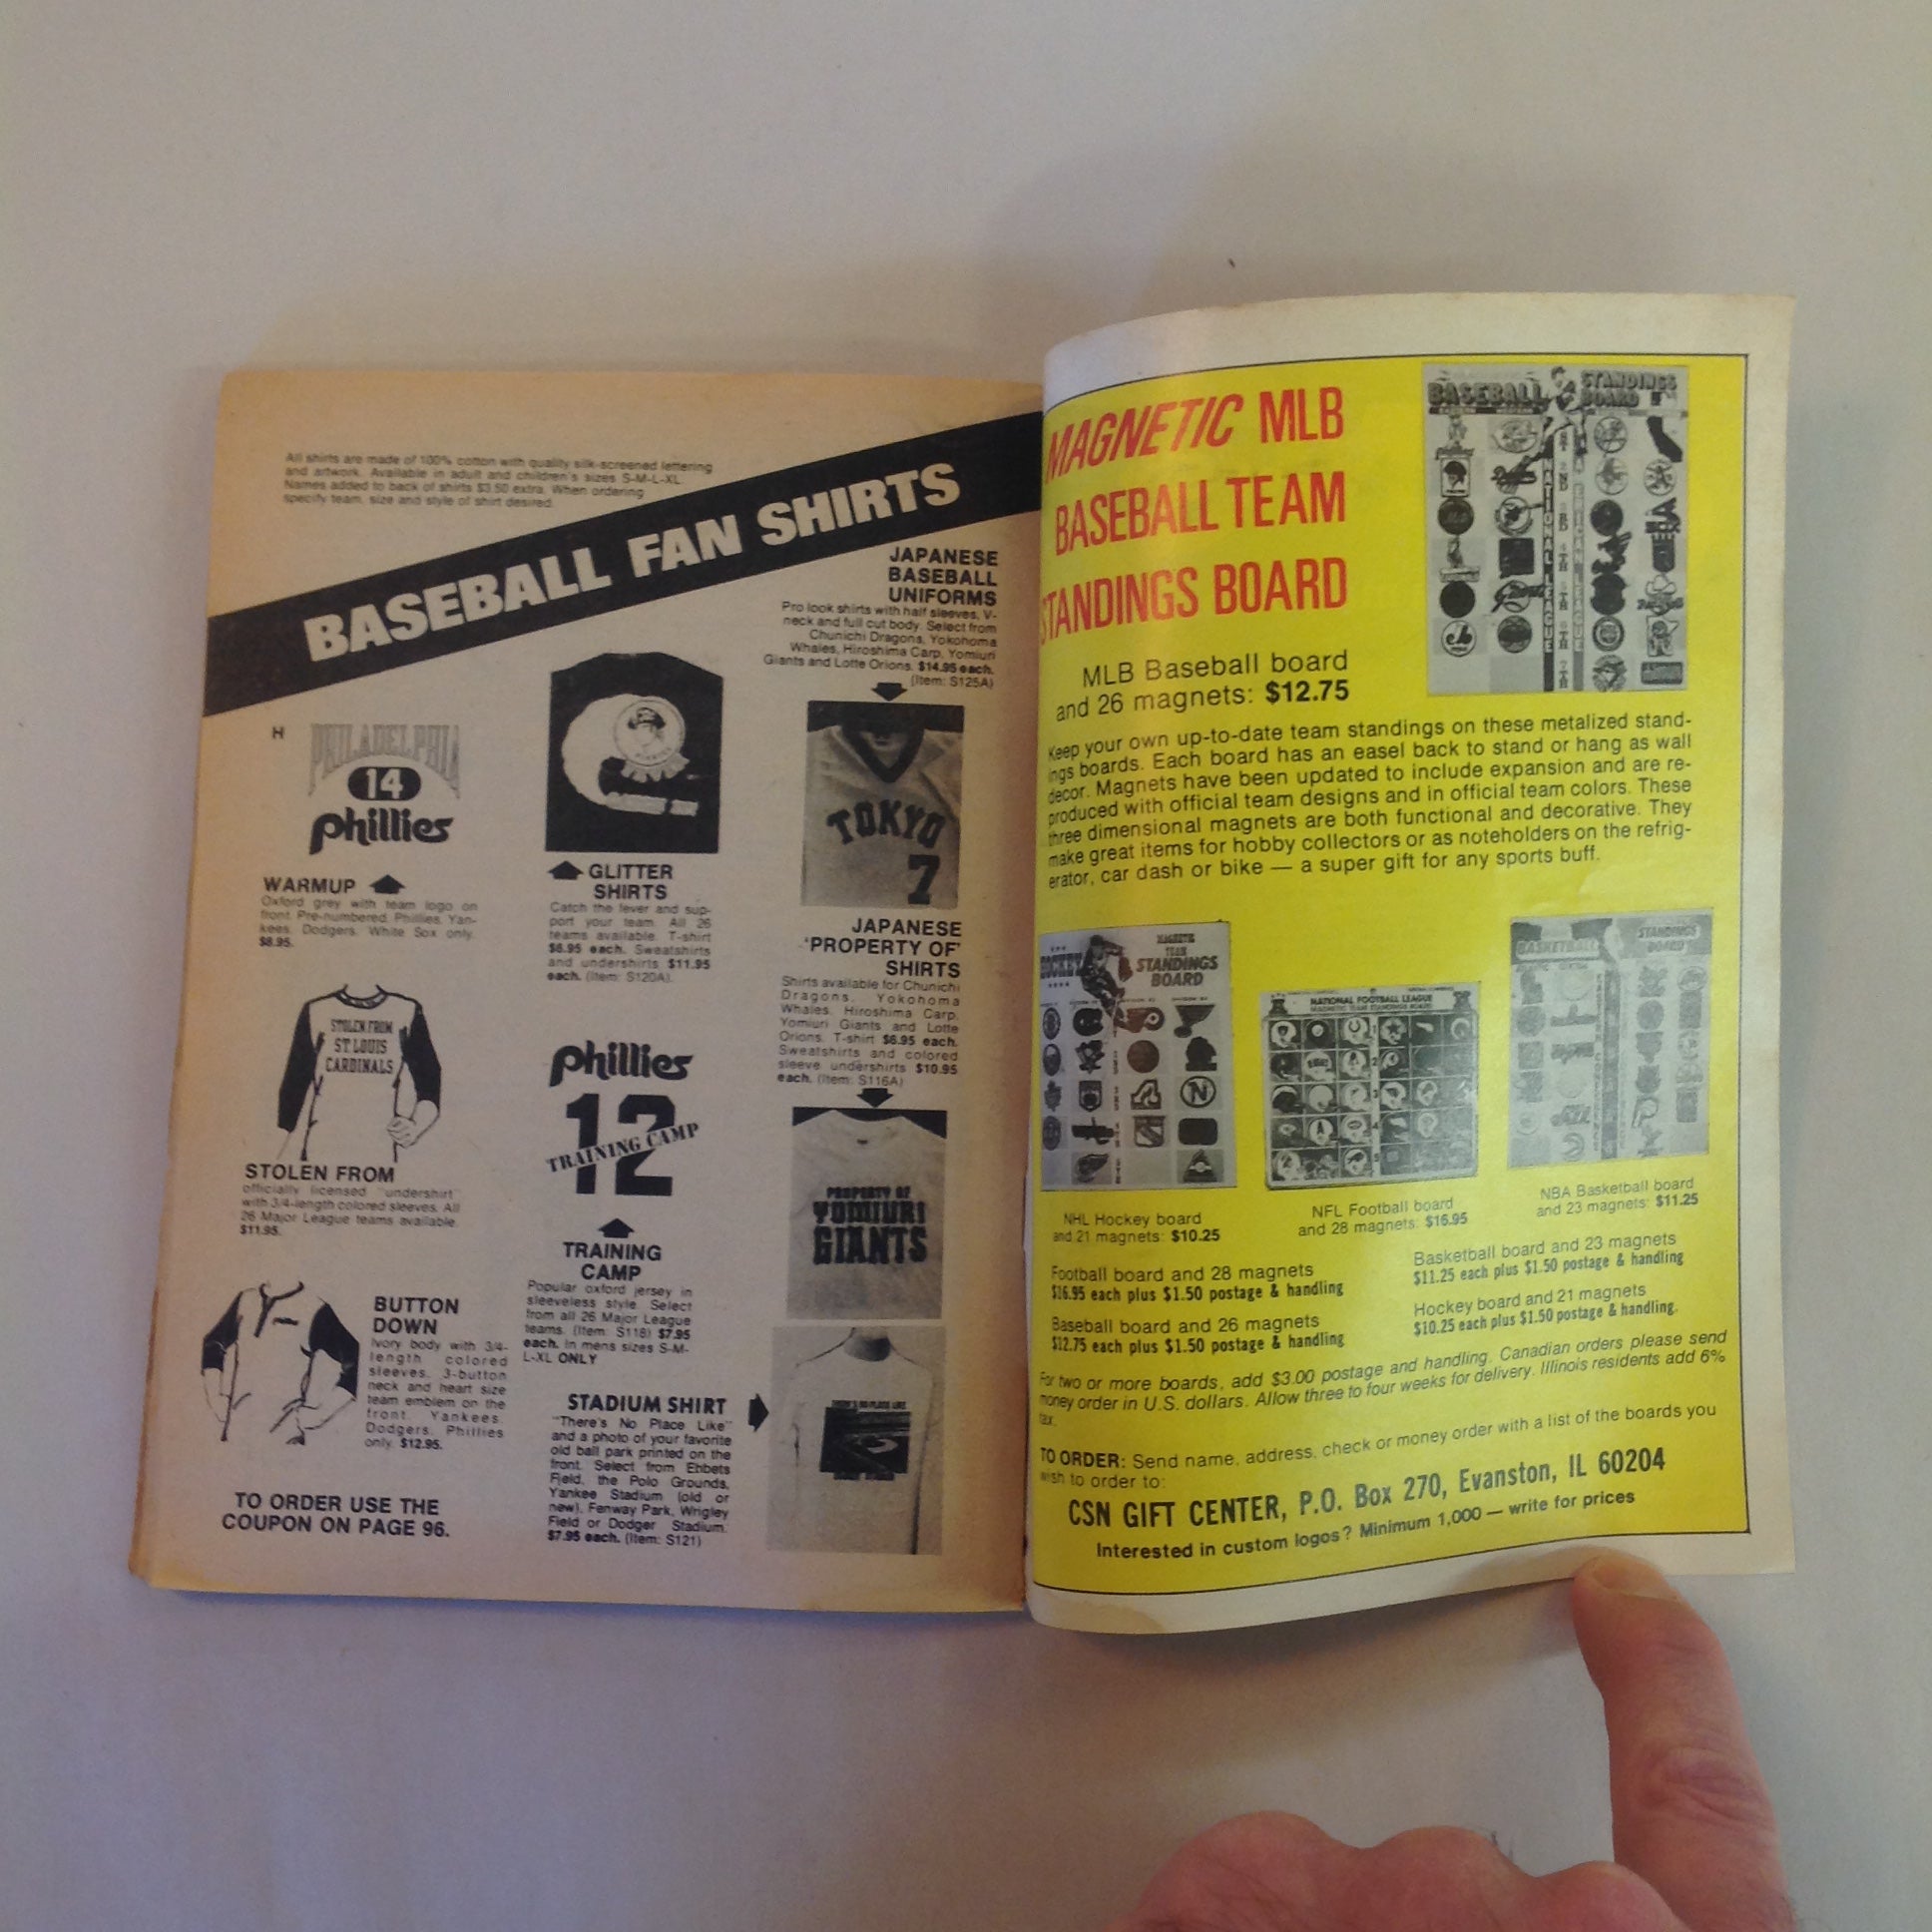 All shirts are made of 100% cotton with quality silk-screened lettering
and artwork. Available in adult and children's sizes S-M-L-XL.
Names added to back of shirts $3.50 extra. When ordering
specify team, size and style of shirt desired.
BASEBALL FAN SHIRTS
H
PHILADELPHIA
14
phillies
WARMUP
Oxford grey with team logo on
front. Pre-numbered. Phillies, Yan-
kees, Dodgers, White Sox only.
$8.95.
STOLEN FROM
ST. LOUIS
CARDINALS
STOLEN FROM
officially licensed "undershirt"
with 3/4-length colored sleeves. All
26 Major League teams available.
$11.95.
BUTTON
DOWN
Ivory body with 3/4-
length colored
sleeves. 3-button
neck and heart size
team emblem on the
front. Yankees,
Dodgers, Phillies
only. $12.95.
TO ORDER USE THE
COUPON ON PAGE 96.
GLITTER
SHIRTS
Catch the fever and sup-
port your team. All 26
teams available. T-shirt
$6.95 each. Sweatshirts
and undershirts $11.95
each. (Item: S120A).
phillies
12
TRAINING CAMP
TRAINING
CAMP
Popular oxford jersey in
sleeveless style. Select
from all 26 Major League
teams. (Item: S118) $7.95
each. In mens sizes S-M-
L-XL ONLY
STADIUM SHIRT
"There's No Place Like"
and a photo of your favorite
old ball park printed on the
front. Select from Ebbets
Field, the Polo Grounds,
Yankee Stadium (old or
new), Fenway Park, Wrigley
Field or Dodger Stadium.
$7.95 each. (Item: S121)
JAPANESE
BASEBALL
UNIFORMS
Pro look shirts with half sleeves, V-
neck and full cut body. Select from
Chunichi Dragons, Yokohoma
Whales, Hiroshima Carp, Yomiuri
Giants and Lotte Orions. $14.95 each.
(Item: S125A)
TOKYO
7
JAPANESE
'PROPERTY OF'
SHIRTS
Shirts available for Chunichi
Dragons, Yokohoma
Whales, Hiroshima Carp,
Yomiuri Giants and Lotte
Orions. T-shirt $6.95 each.
Sweatshirts and colored
sleeve undershirts $10.95
each. (Item: S116A)
PROPERTY OF
YOMIURI
GIANTS
MAGNETIC MLB
BASEBALL TEAM
STANDINGS BOARD
BASEBALL STANDINGS
BOARD
NATIONAL LEAGUE
MLB Baseball board
and 26 magnets: $12.75
Keep your own up-to-date team standings on these metalized stand-
ings boards. Each board has an easel back to stand or hang as wall
decor. Magnets have been updated to include expansion and are re-
produced with official team designs and in official team colors. These
three dimensional magnets are both functional and decorative. They
make great items for hobby collectors or as noteholders on the refrig-
erator, car dash or bike — a super gift for any sports buff.
HOCKEY
MAGNETIC
TEAM
STANDINGS
BOARD
NATIONAL FOOTBALL LEAGUE
MAGNETIC TEAM STANDINGS BOARD
BASKETBALL
STANDINGS
BOARD
NHL Hockey board
and 21 magnets: $10.25
NFL Football board
and 28 magnets: $16.95
NBA Basketball board
and 23 magnets: $11.25
Football board and 28 magnets
$16.95 each plus $1.50 postage & handling
Baseball board and 26 magnets
$12.75 each plus $1.50 postage & handling
Basketball board and 23 magnets
$11.25 each plus $1.50 postage & handling
Hockey board and 21 magnets
$10.25 each plus $1.50 postage & handling.
For two or more boards, add $3.00 postage and handling. Canadian orders please send
money order in U.S. dollars. Allow three to four weeks for delivery. Illinois residents add 6%
tax.
TO ORDER: Send name, address, check or money order with a list of the boards you
wish to order to:
CSN GIFT CENTER, P.O. Box 270, Evanston, IL 60204
Interested in custom logos? Minimum 1,000 — write for prices